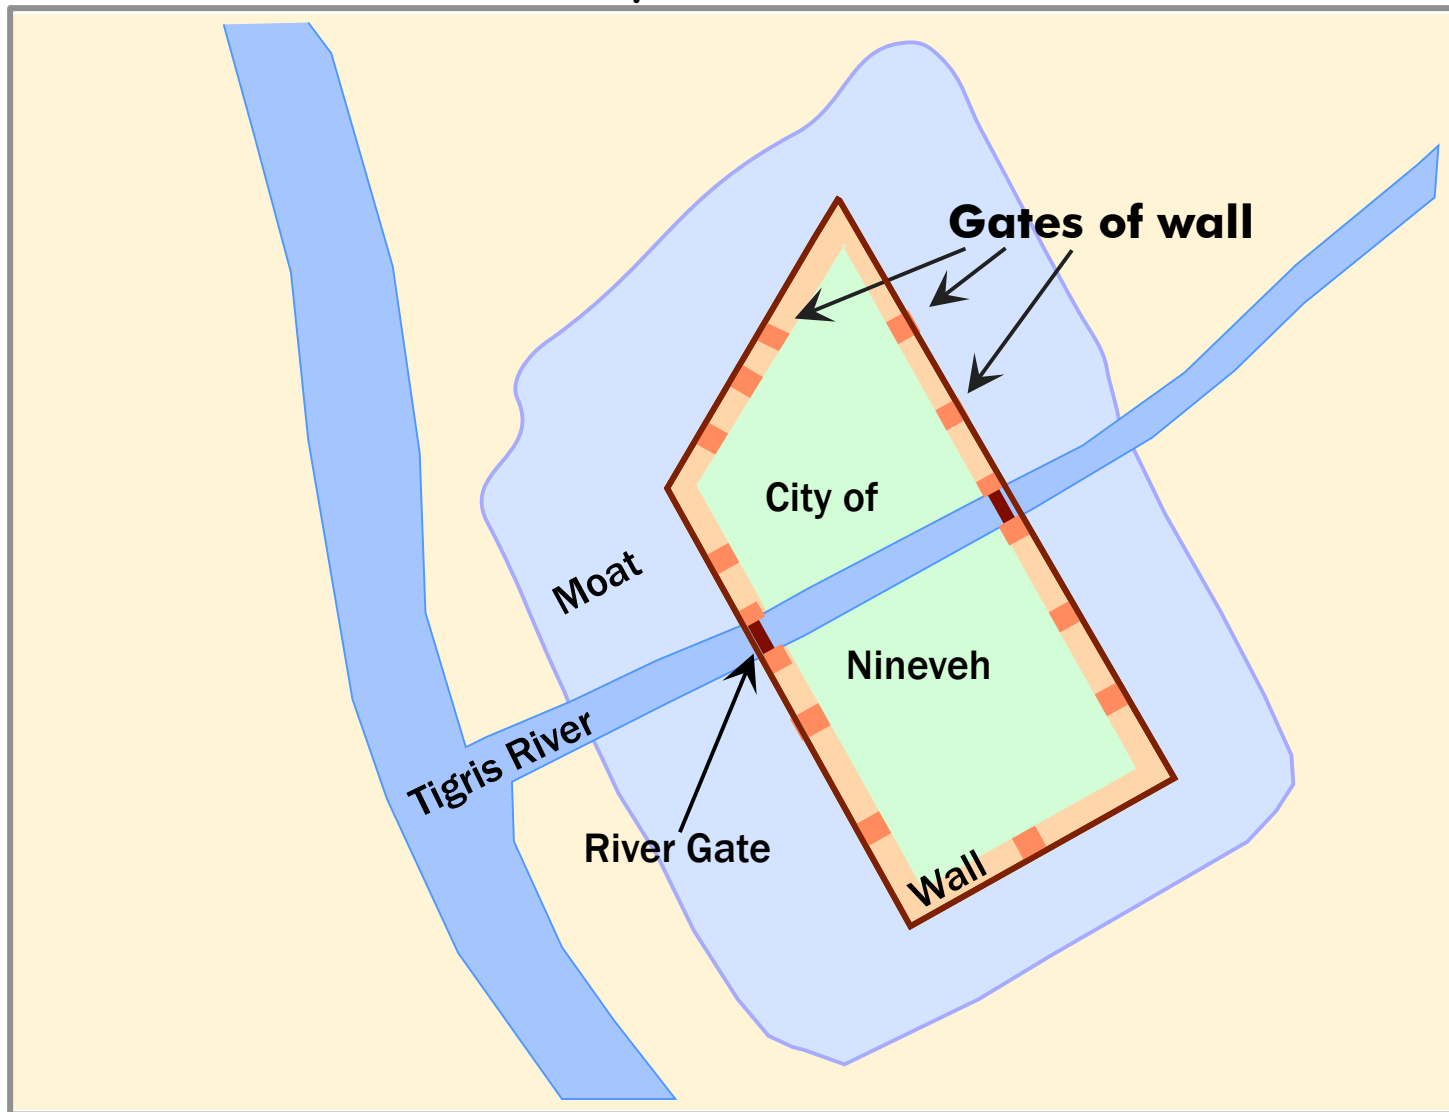 Gates of wall
City of
Moat
Nineveh
Tigris River
River Gate
Wall